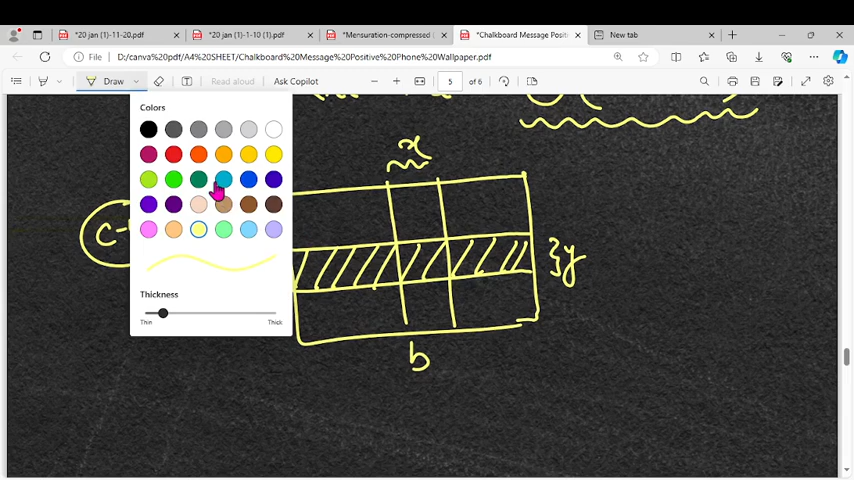 *20 jan (1)-11-20.pdf
*20 jan (1)-1-10 (1).pdf
*Mensuration-compressed (
*Chalkboard Message Positi
New tab
File
D:/canva%20pdf/A4%20SHEET/Chalkboard%20Message%20Positive%20Phone%20Wallpaper.pdf
Draw
Read aloud
Ask Copilot
5
of 6
Colors
Thickness
Thin
Thick
x
C-
y
b